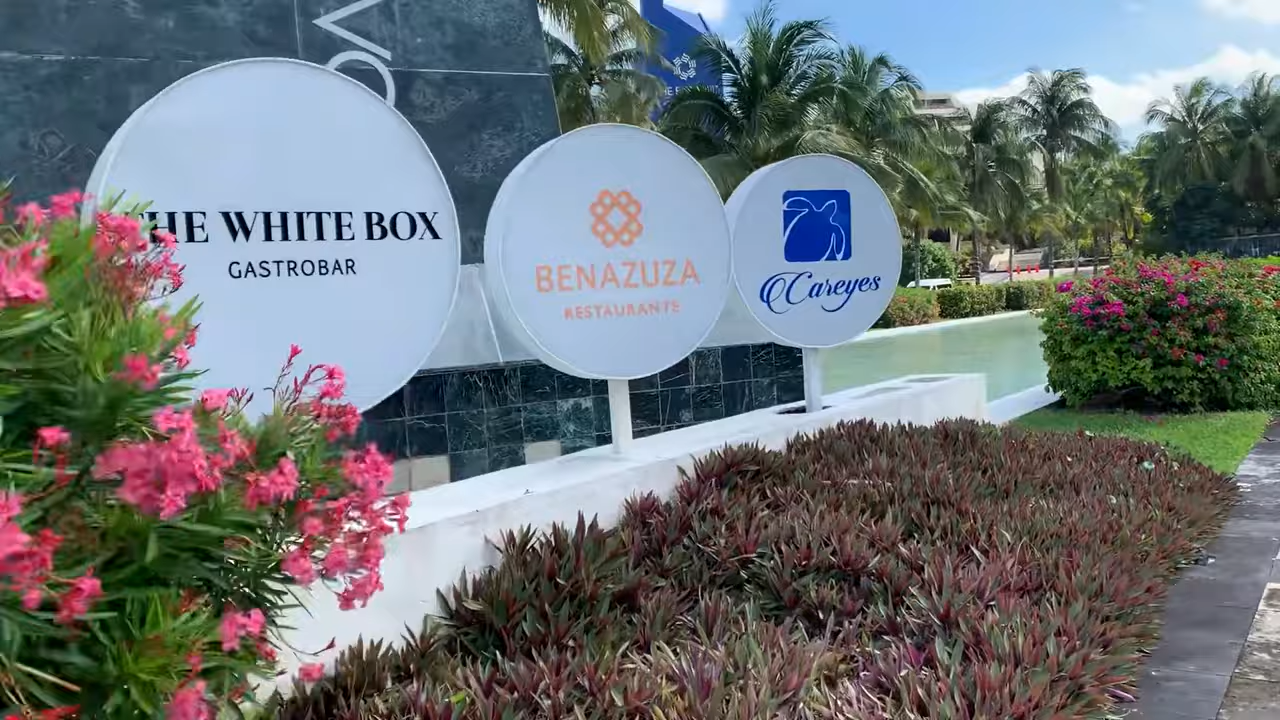 THE WHITE BOX
GASTROBAR
BENAZUZA
RESTAURANTE
Careyes